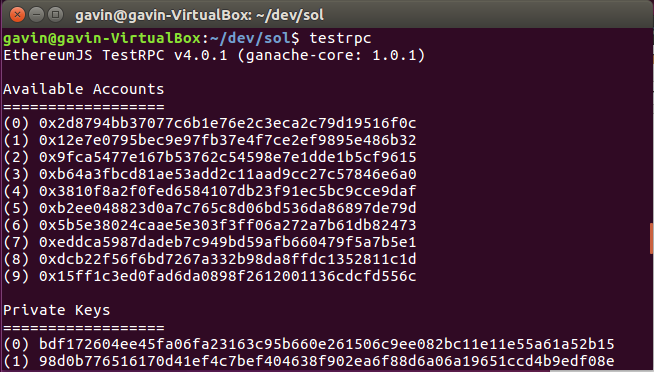 gavin@gavin-VirtualBox: ~/dev/sol
gavin@gavin-VirtualBox:~/dev/sol$ testrpc
EthereumJS TestRPC v4.0.1 (ganache-core: 1.0.1)
Available Accounts
==================
(0) 0x2d8794bb37077c6b1e76e2c3eca2c79d19516f0c
(1) 0x12e7e0795bec9e97fb37e4f7ce2ef9895e486b32
(2) 0x9fca5477e167b53762c54598e7e1dde1b5cf9615
(3) 0xb64a3fbcd81ae53add2c11aad9cc27c57846e6a0
(4) 0x3810f8a2f0fed6584107db23f91ec5bc9cce9daf
(5) 0xb2ee048823d0a7c765c8d06bd536da86897de79d
(6) 0x5b5e38024caae5e303f3ff06a272a7b61db82473
(7) 0xeddca5987dadeb7c949bd59afb660479f5a7b5e1
(8) 0xdcb22f56f6bd7267a332b98da8ffdc1352811c1d
(9) 0x15ff1c3ed0fad6da0898f2612001136cdcfd556c
Private Keys
==================
(0) bdf172604ee45fa06fa23163c95b660e261506c9ee082bc11e11e55a61a52b15
(1) 98d0b776516170d41ef4c7bef404638f902ea6f88d6a06a19651ccd4b9edf08e